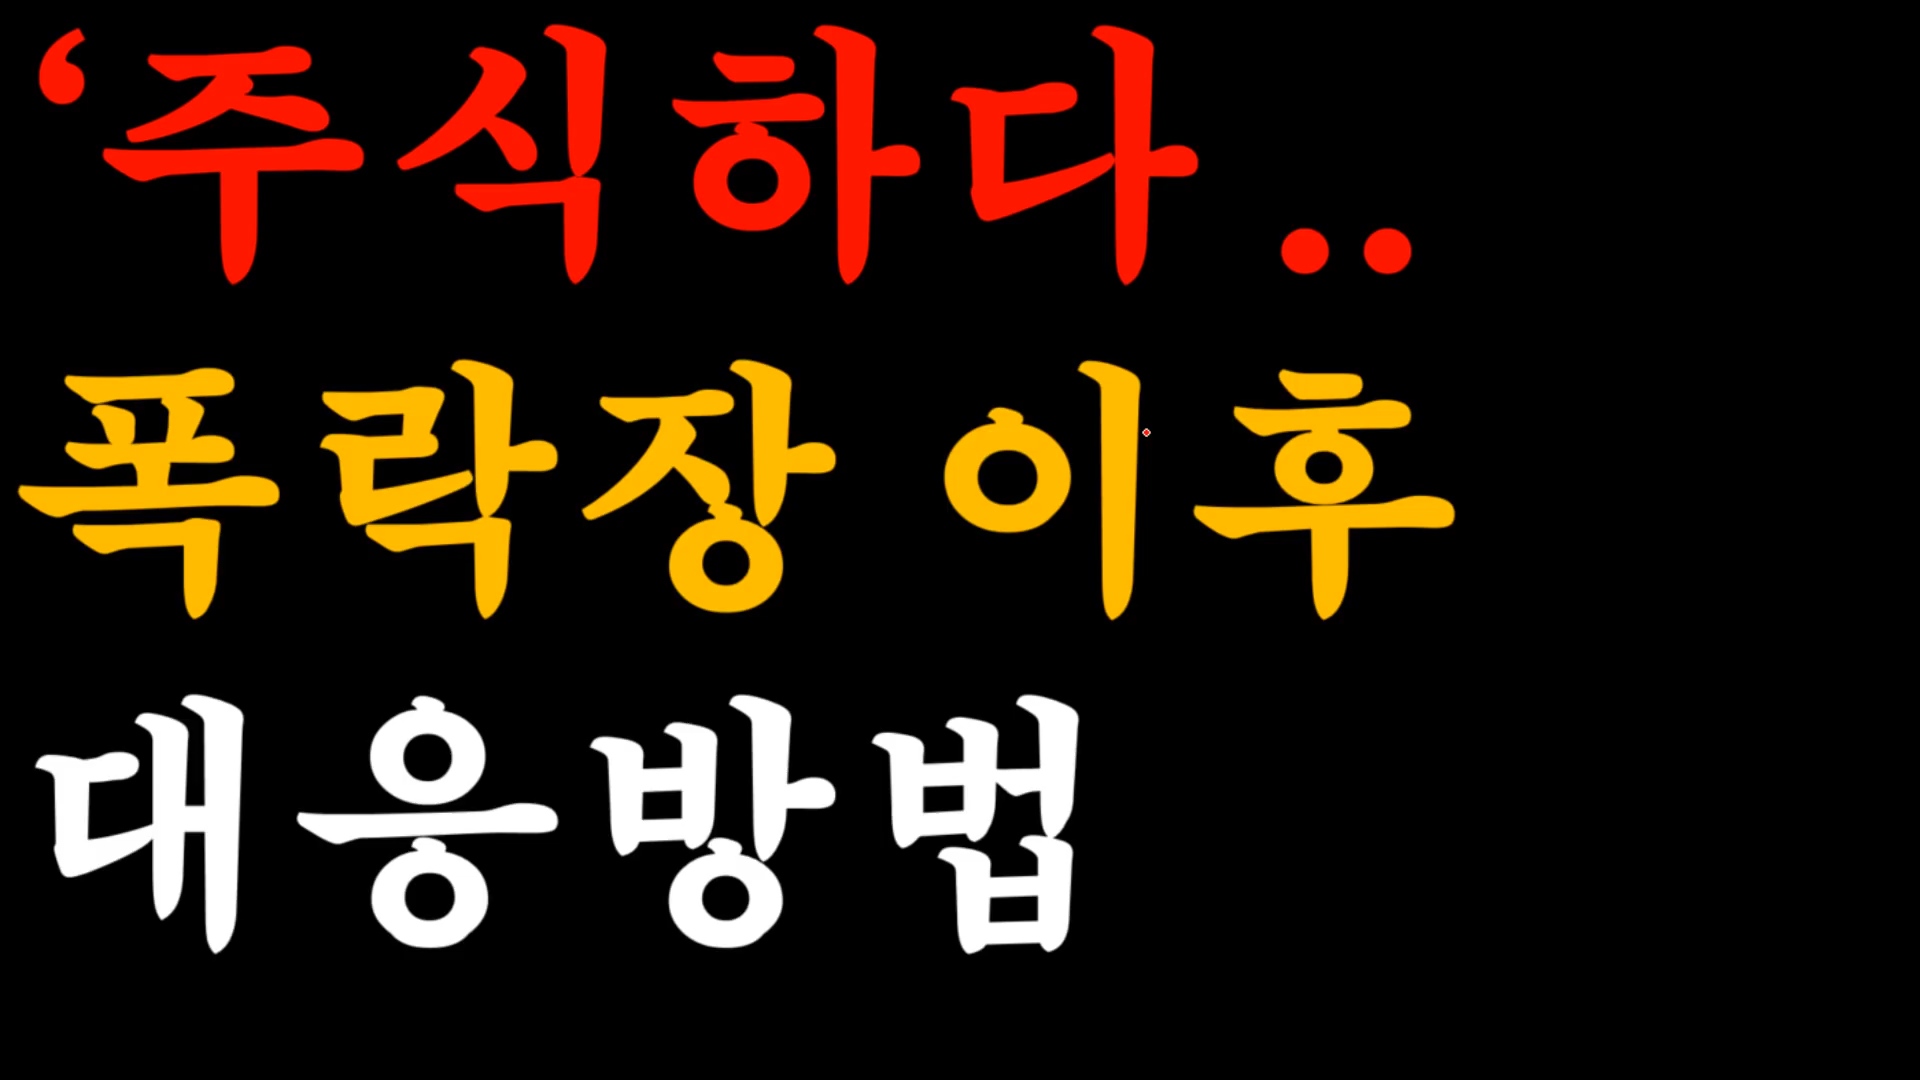 ‘주식하다 ..
폭락장 이후
대응방법